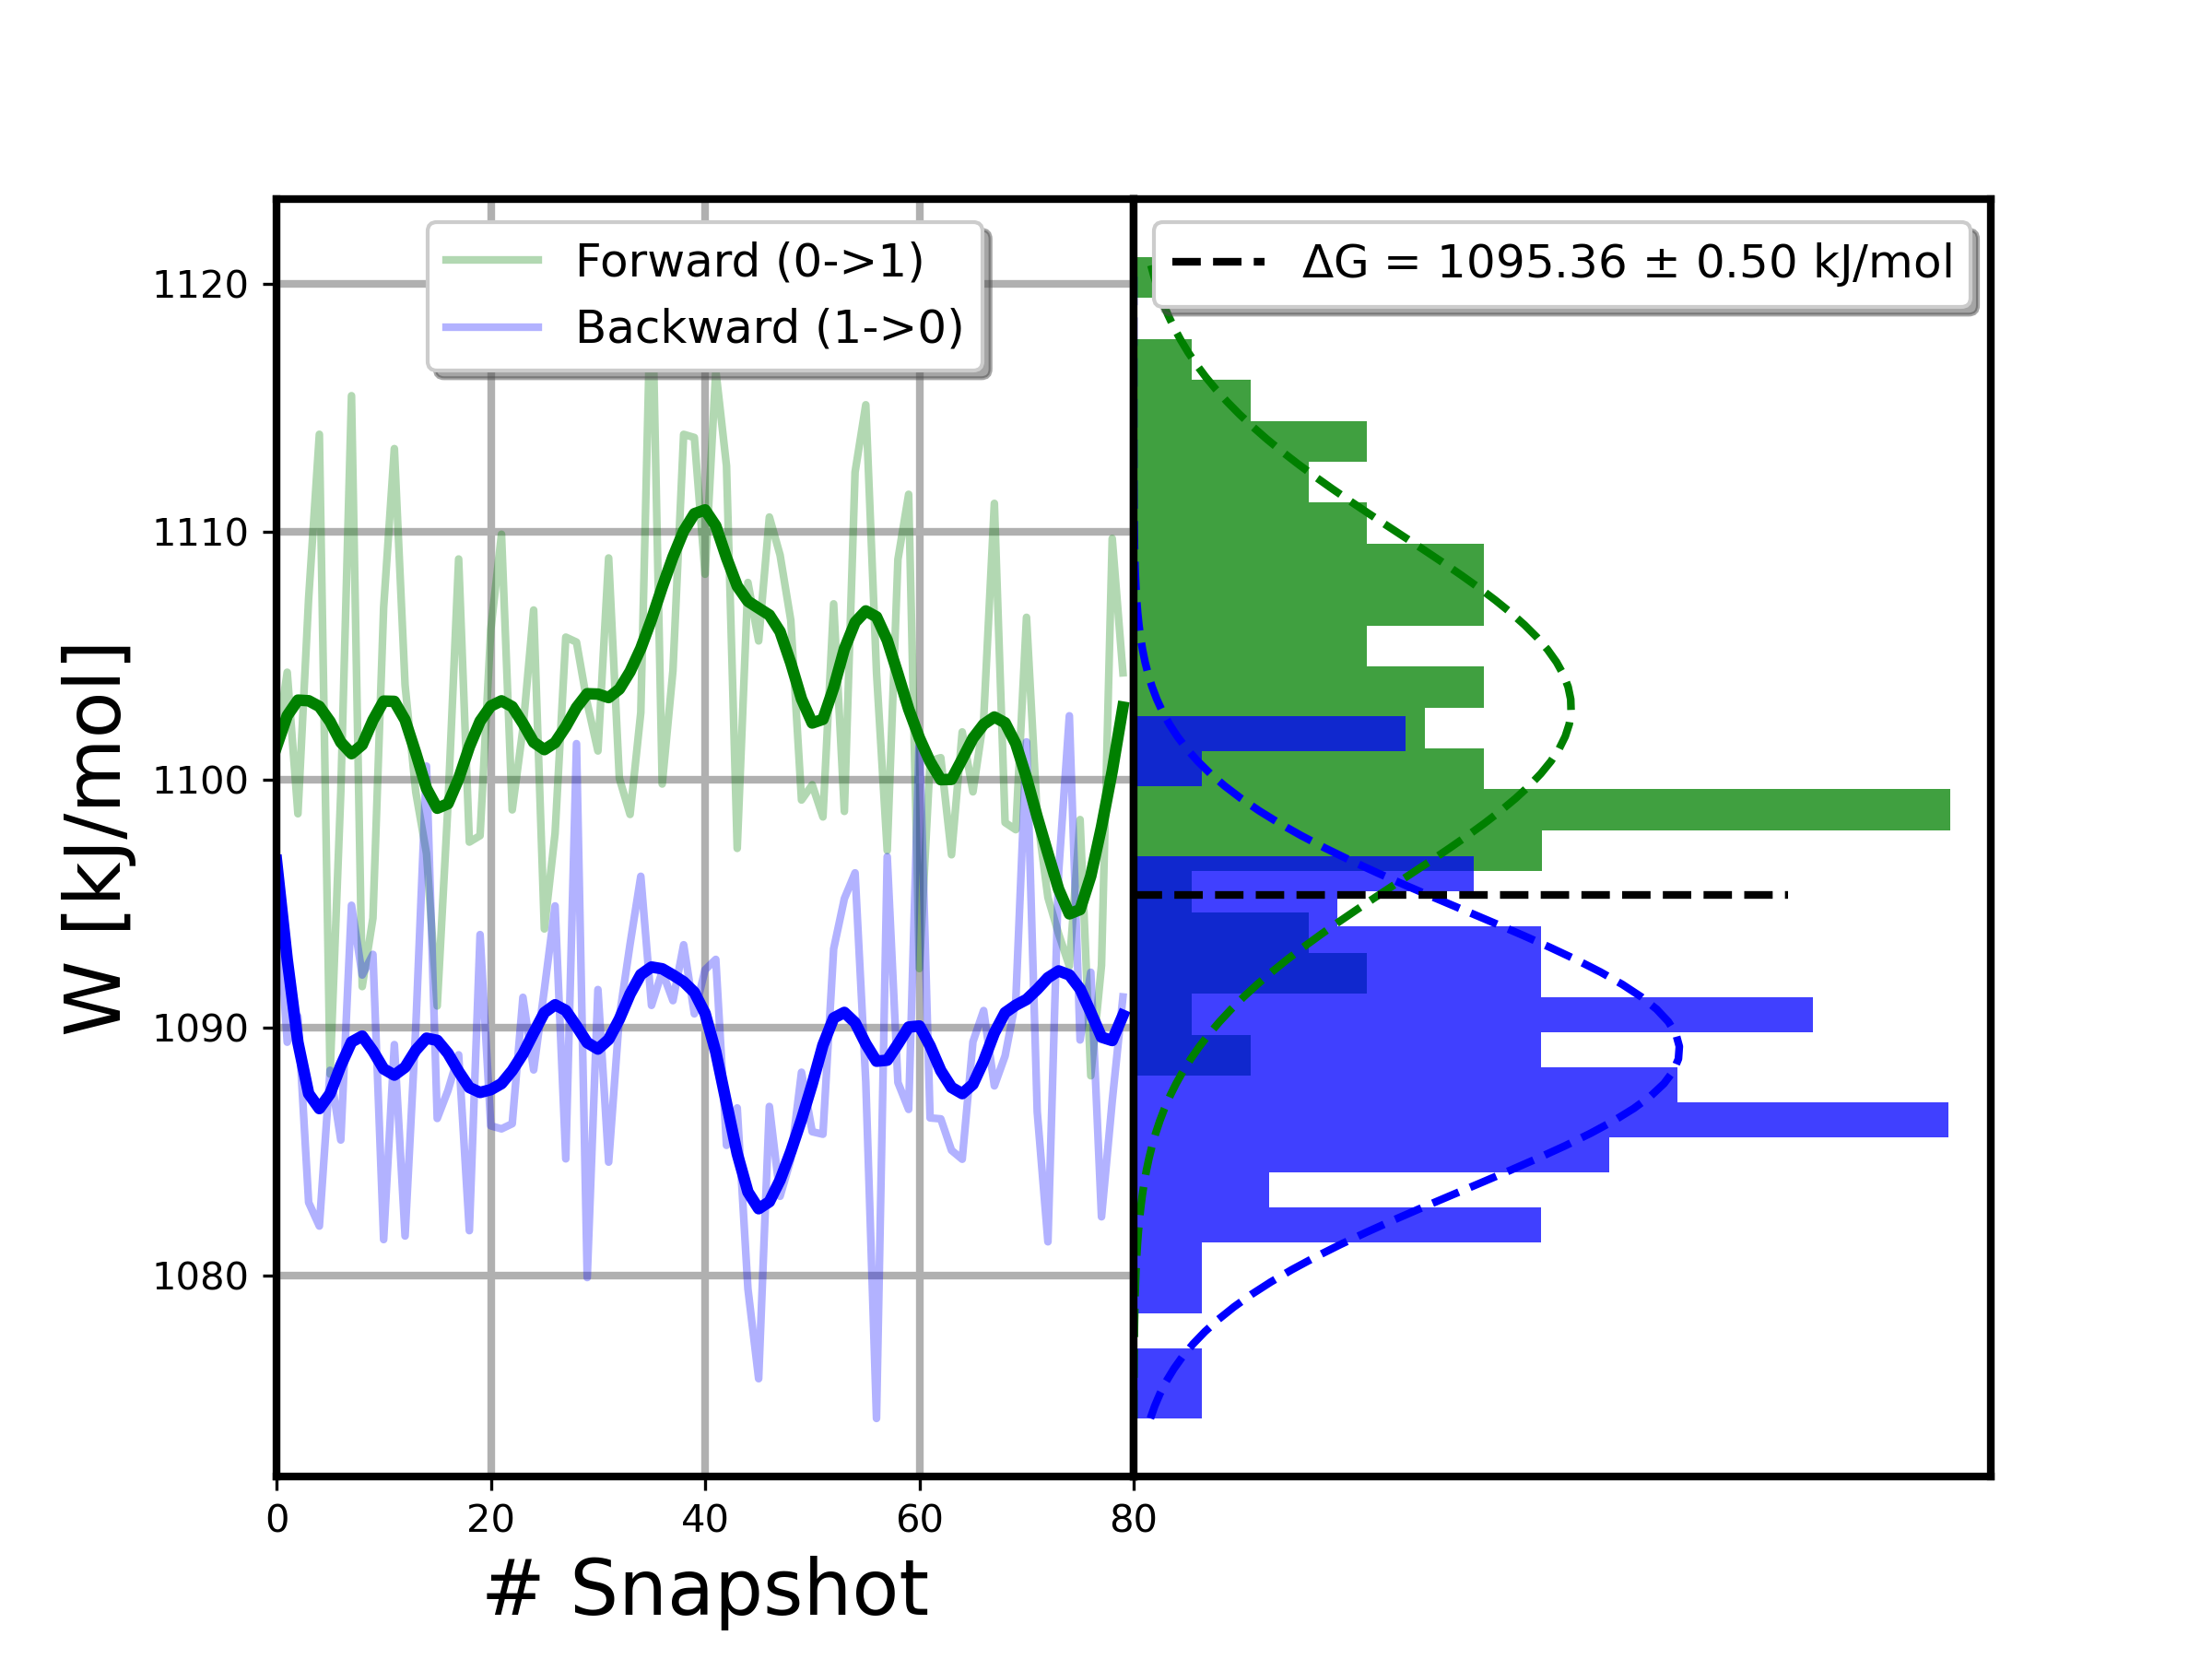 Forward (0->1)
Backward (1->0)
ΔG = 1095.36 ± 0.50 kJ/mol
W [kJ/mol]
1120
1110
1100
1090
1080
0 20 40 60 80
# Snapshot